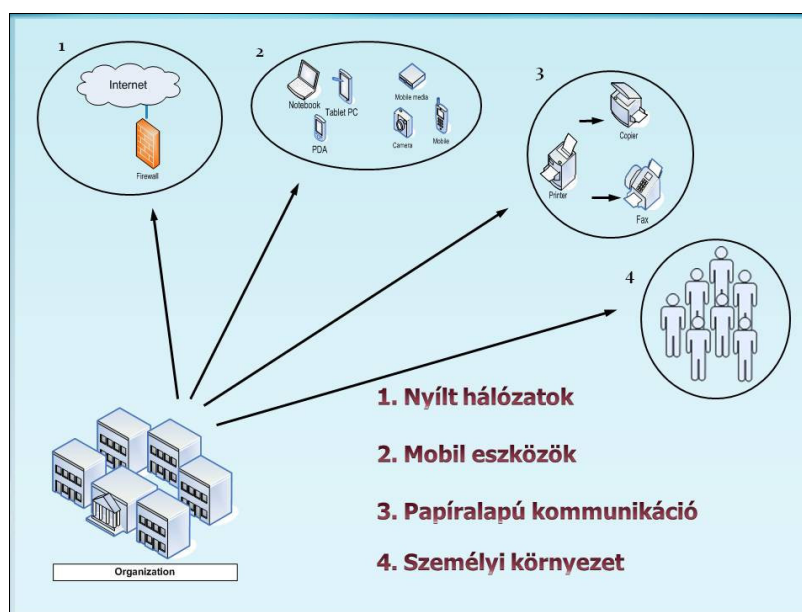 1
Internet
Firewall
2
Notebook
Tablet PC
PDA
Mobile media
Camera
Mobile
3
Copier
Printer
Fax
4
1. Nyílt hálózatok
2. Mobil eszközök
3. Papíralapú kommunikáció
4. Személyi környezet
Organization